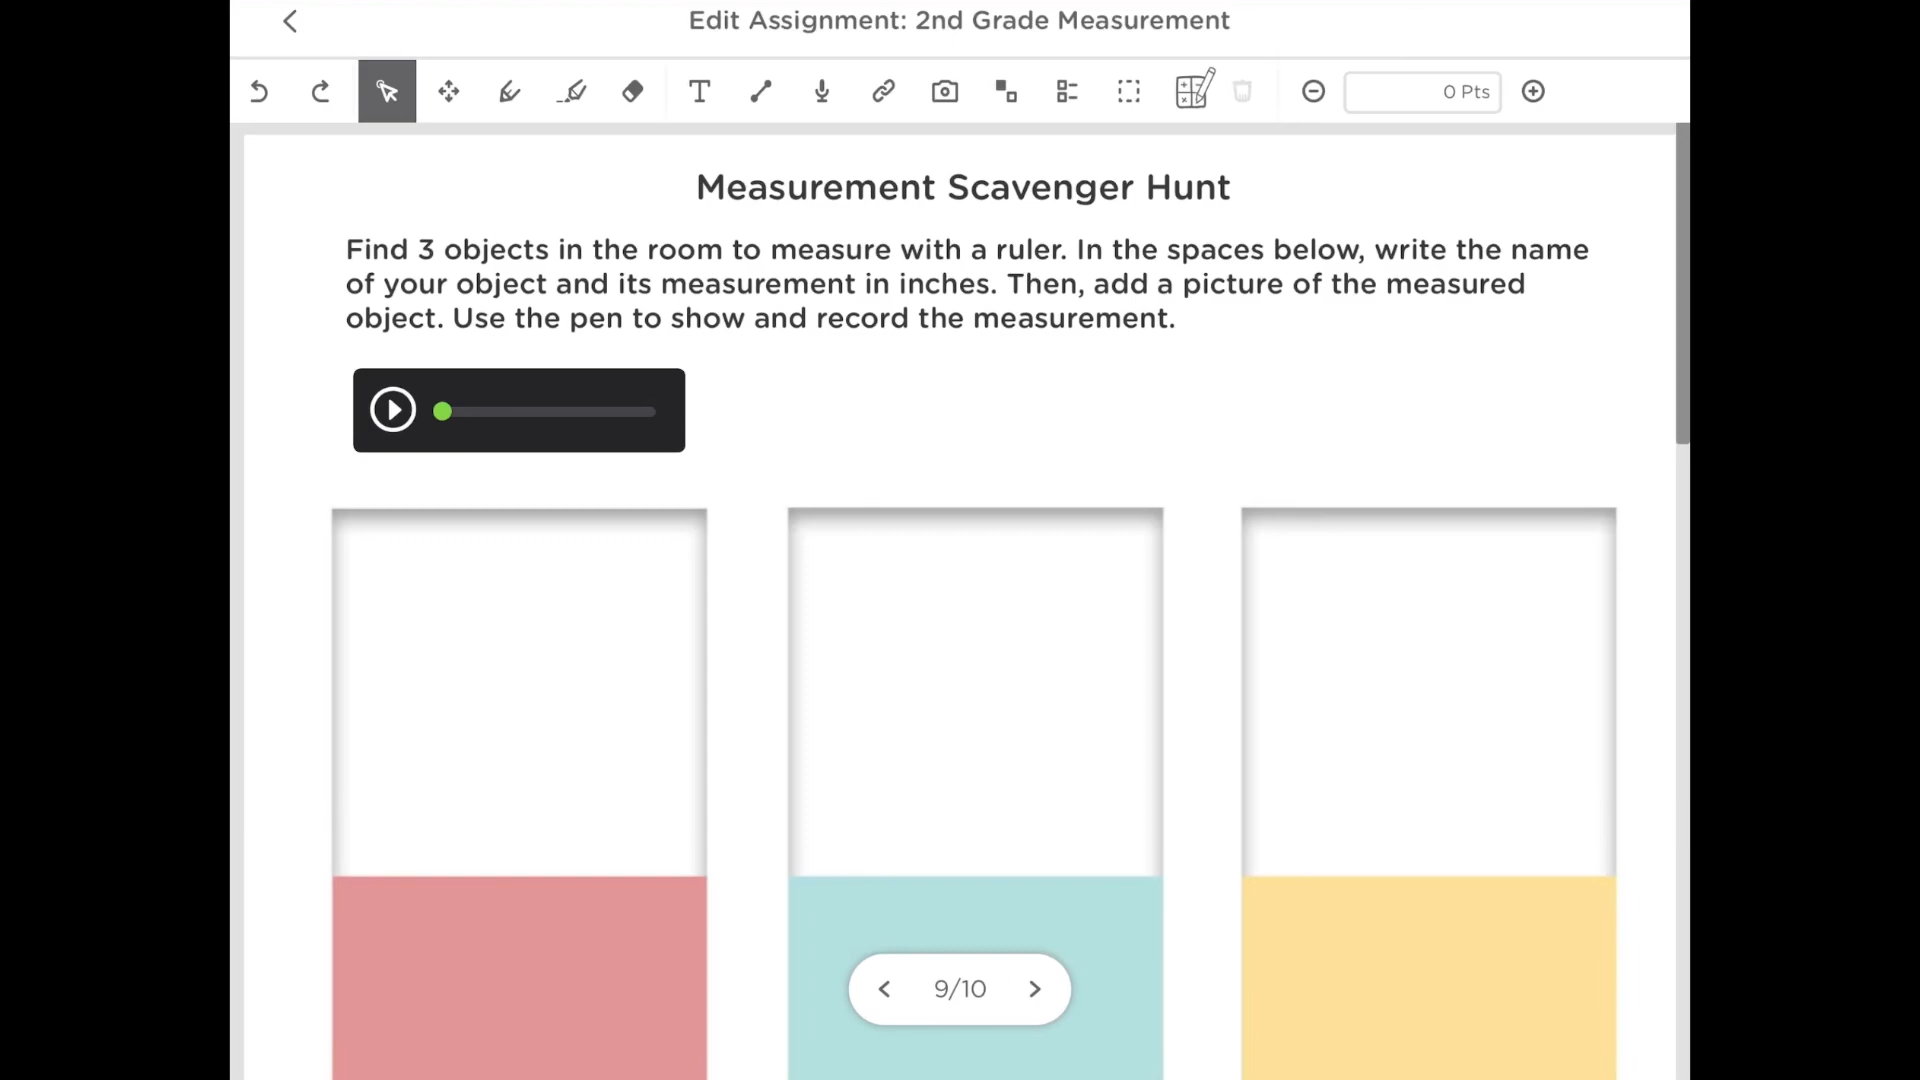 Edit Assignment: 2nd Grade Measurement
T
0 Pts
Measurement Scavenger Hunt
Find 3 objects in the room to measure with a ruler. In the spaces below, write the name
of your object and its measurement in inches. Then, add a picture of the measured
object. Use the pen to show and record the measurement.
9/10